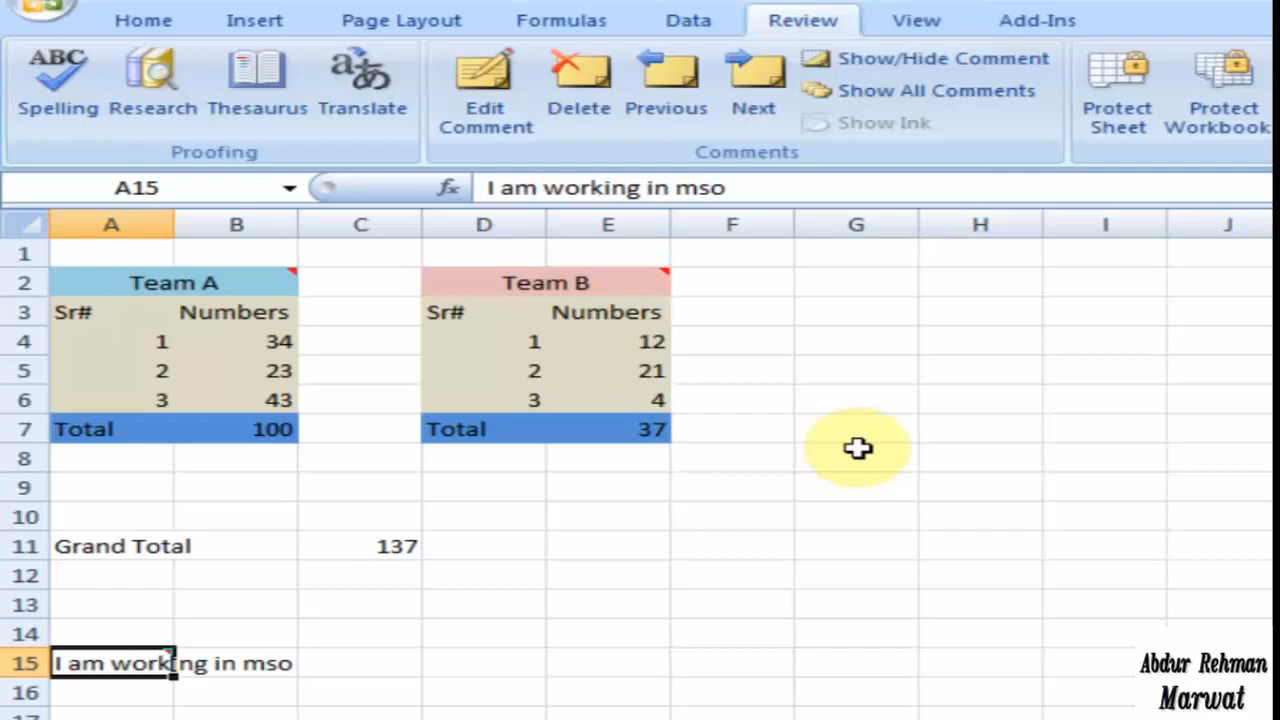 Home Insert Page Layout Formulas Data Review View Add-Ins
ABC
Spelling Research Thesaurus Translate Edit Comment Delete Previous Next Show/Hide Comment
Show All Comments
Show Ink
Protect Sheet Protect Workbook
Proofing Comments
A15 fx I am working in mso
A B C D E F G H I J
1
2 Team A Team B
3 Sr# Numbers Sr# Numbers
4 1 34 1 12
5 2 23 2 21
6 3 43 3 4
7 Total 100 Total 37
8
9
10
11 Grand Total 137
12
13
14
15 I am working in mso
16
Abdur Rehman
Marwat